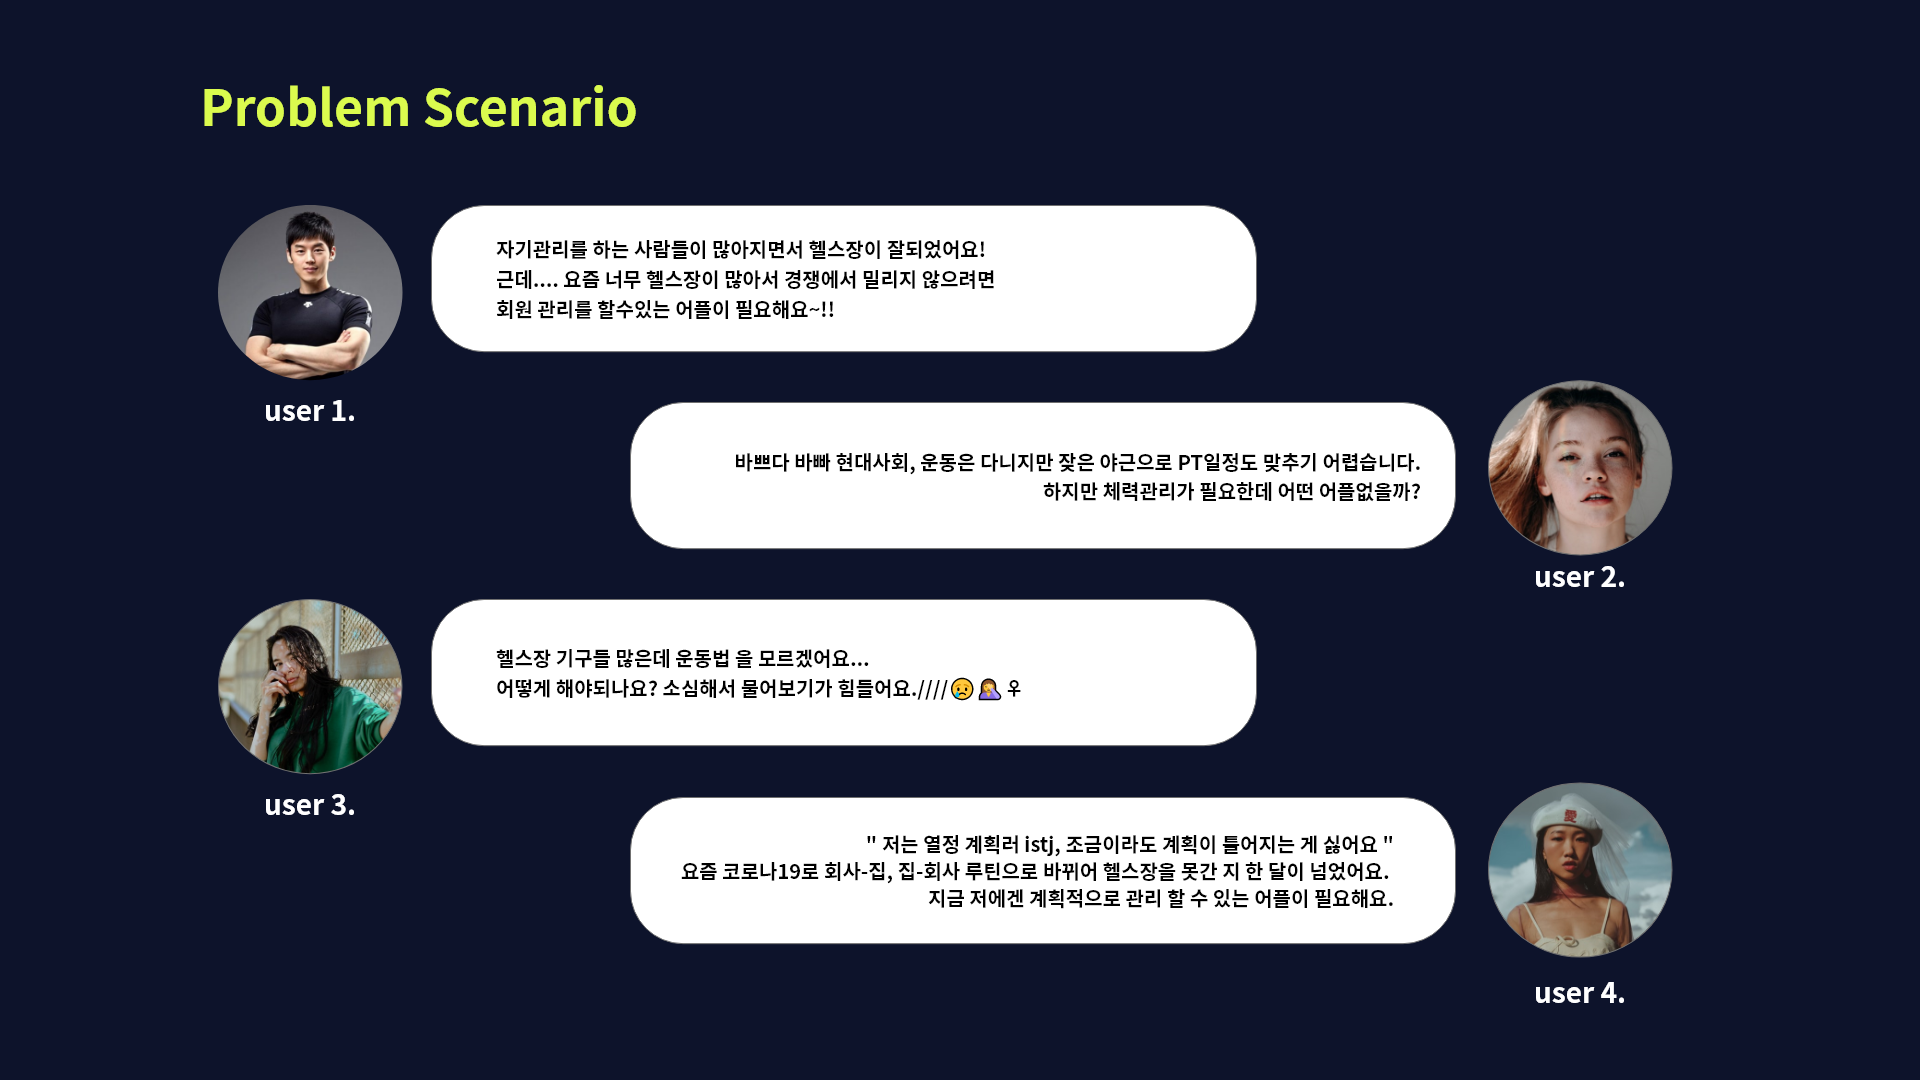 Problem Scenario
자기관리를 하는 사람들이 많아지면서 헬스장이 잘되었어요!
근데.... 요즘 너무 헬스장이 많아서 경쟁에서 밀리지 않으려면
회원 관리를 할수있는 어플이 필요해요~!!
user 1.
바쁘다 바빠 현대사회, 운동은 다니지만 잦은 야근으로 PT일정도 맞추기 어렵습니다.
하지만 체력관리가 필요한데 어떤 어플없을까?
user 2.
헬스장 기구들 많은데 운동법 을 모르겠어요...
어떻게 해야되나요? 소심해서 물어보기가 힘들어요.////😢🤦‍♀
user 3.
" 저는 열정 계획러 istj, 조금이라도 계획이 틀어지는 게 싫어요 "
요즘 코로나19로 회사-집, 집-회사 루틴으로 바뀌어 헬스장을 못간 지 한 달이 넘었어요.
지금 저에겐 계획적으로 관리 할 수 있는 어플이 필요해요.
愛
user 4.